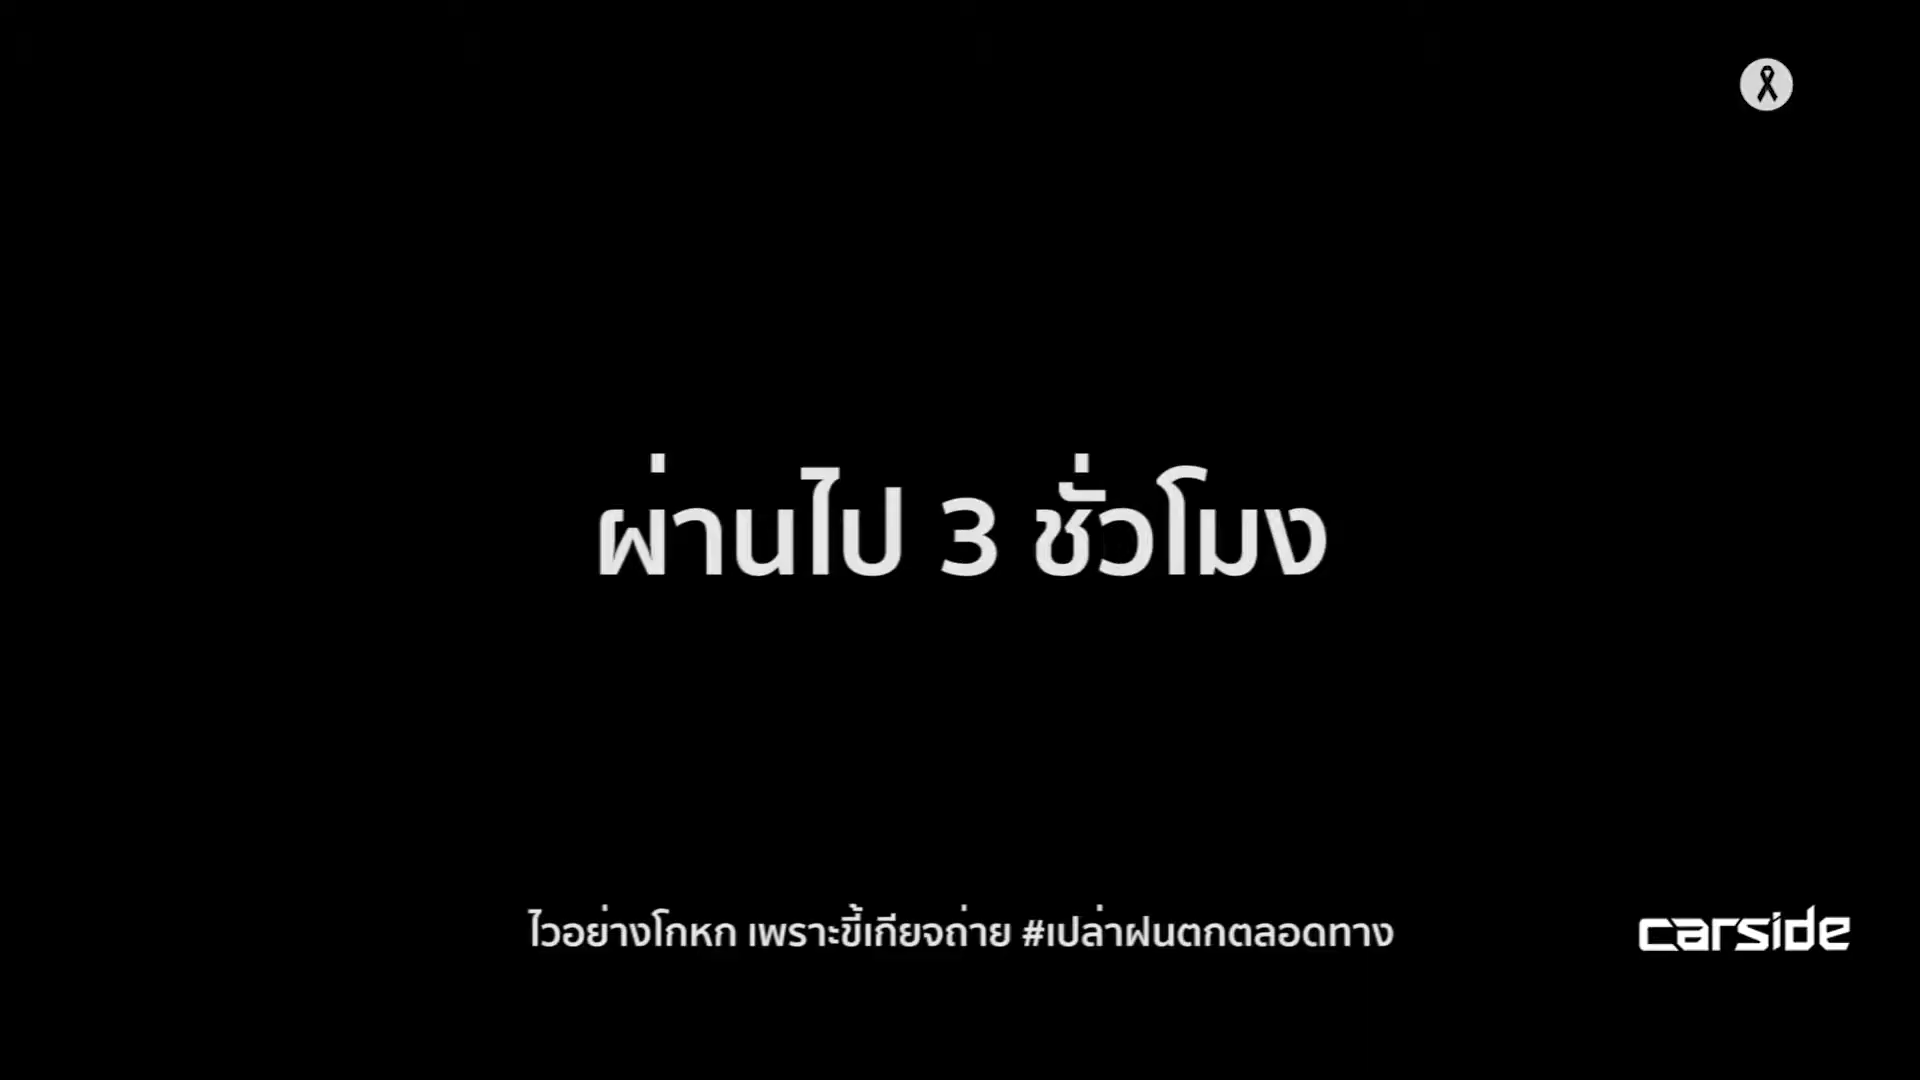 ผ่านไป 3 ชั่วโมง
ไวอย่างโกหก เพราะขี้เกียจถ่าย #เปล่าฝนตกตลอดทาง
carside